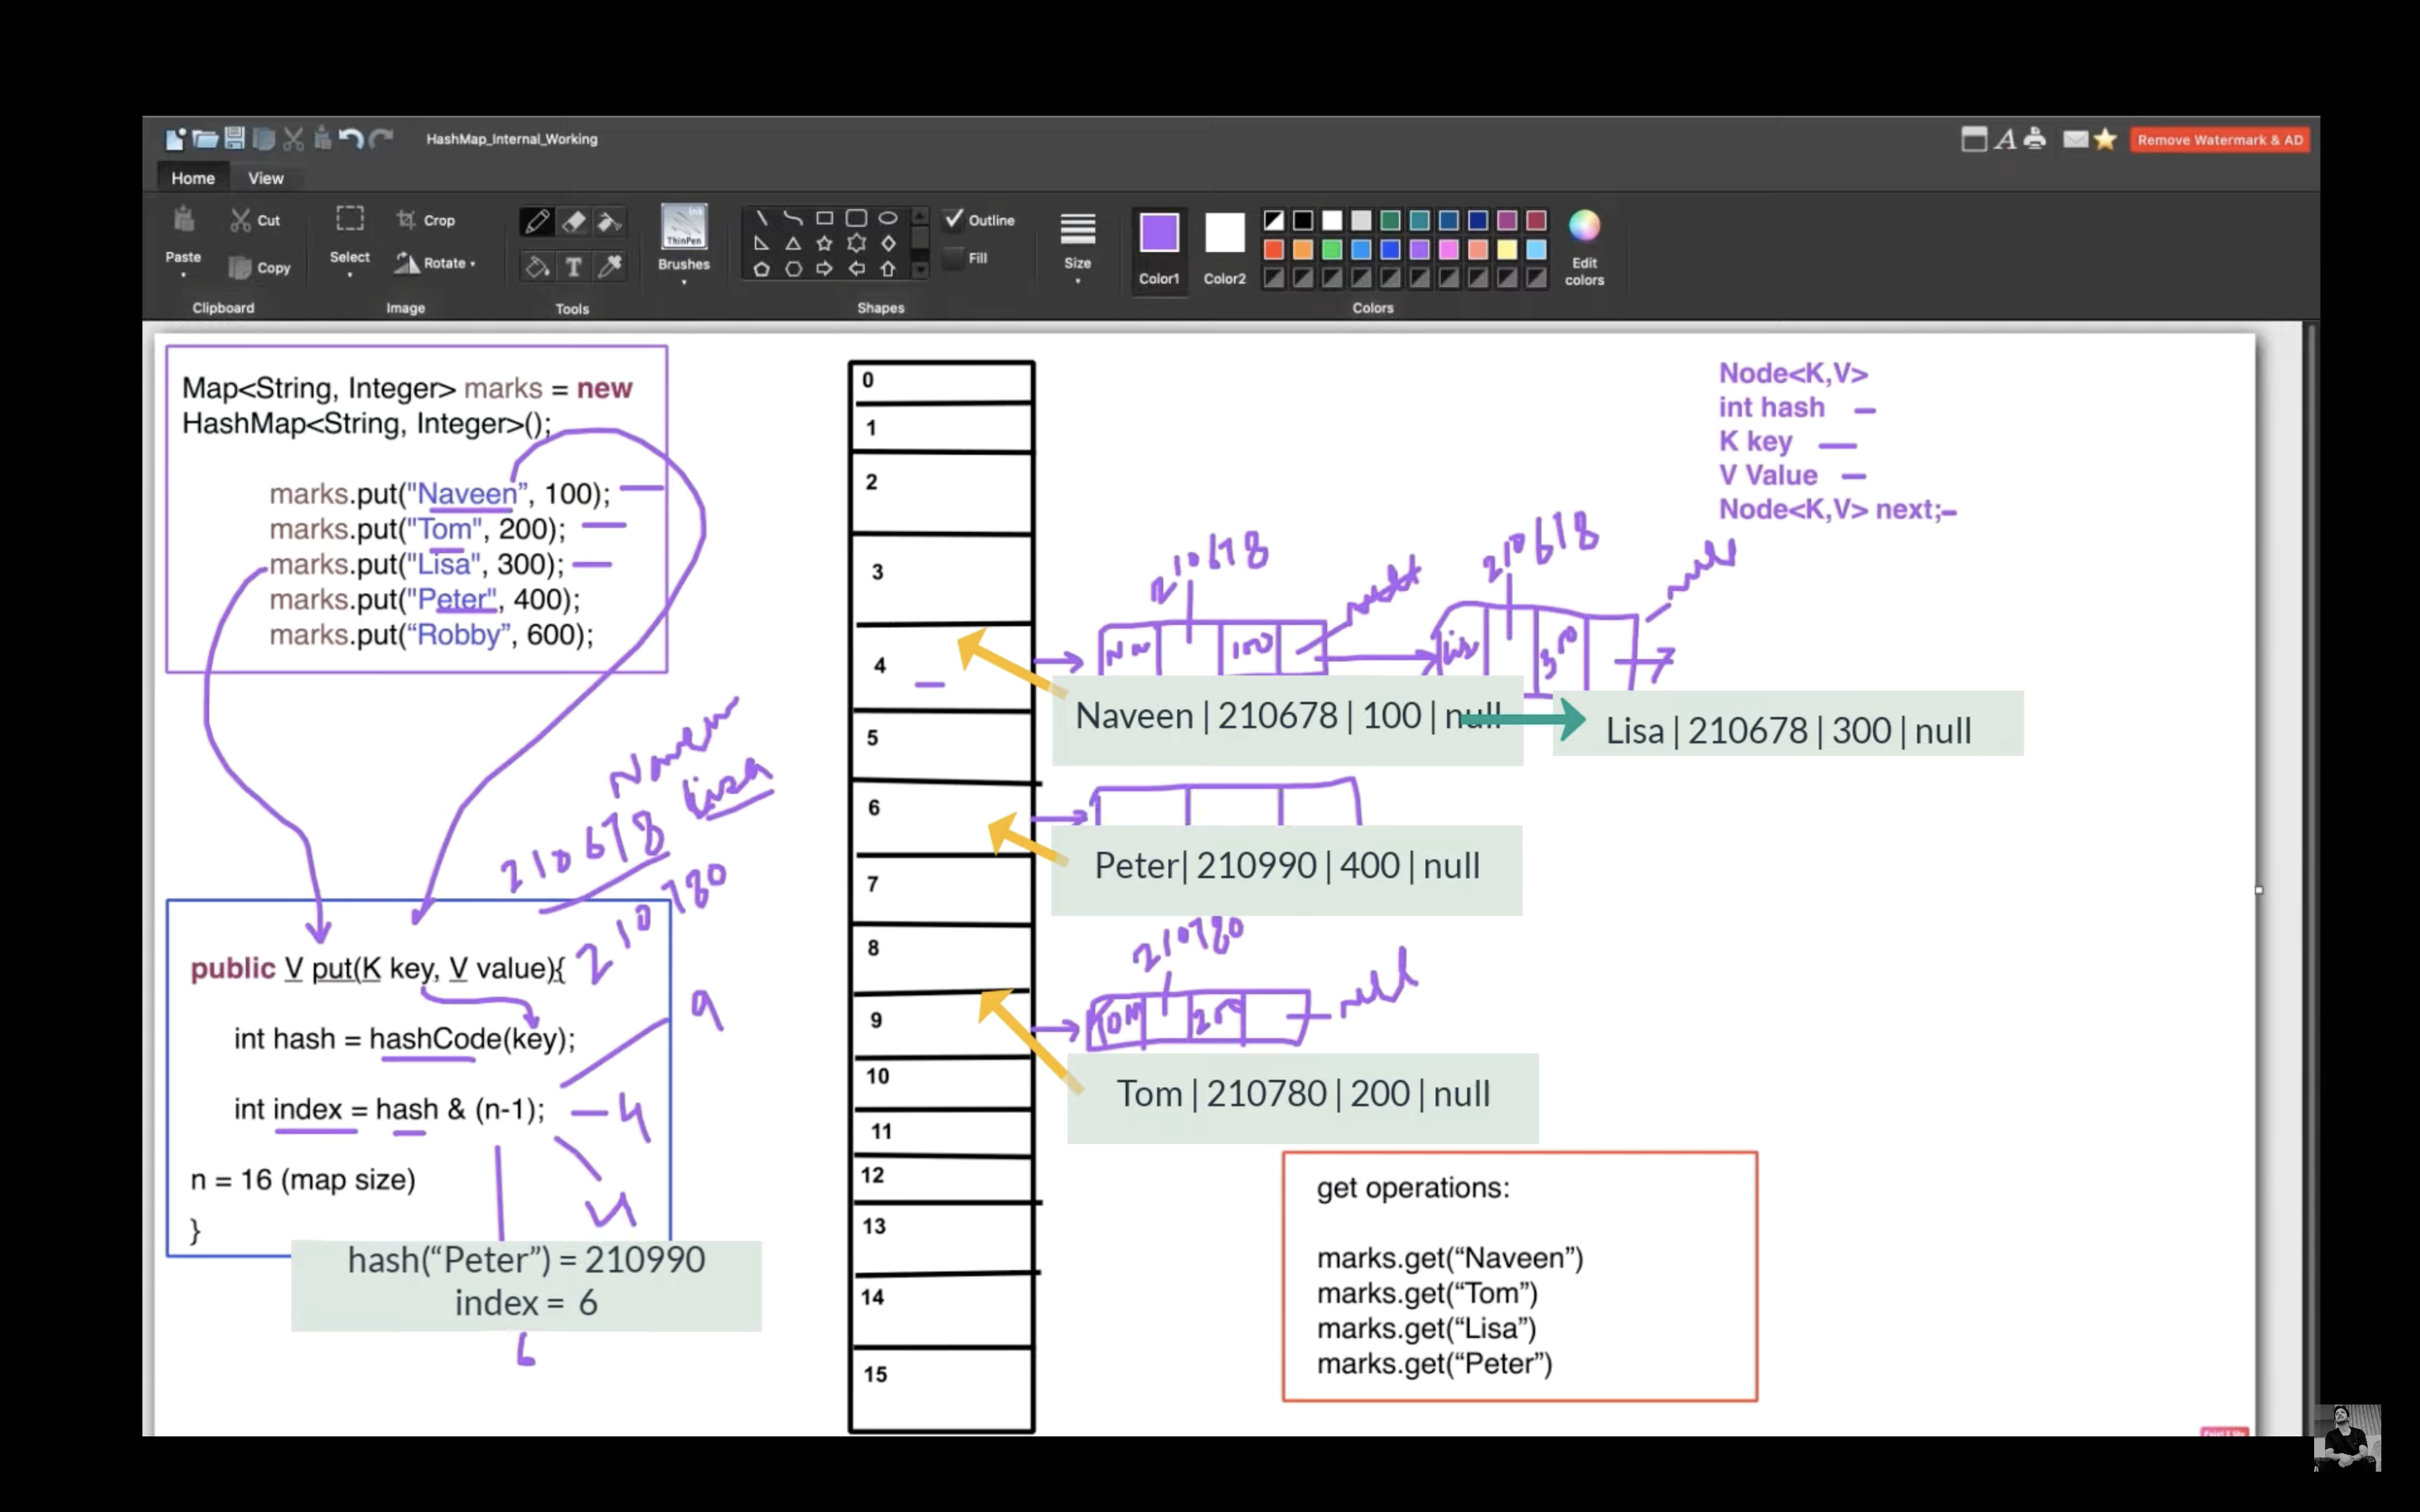 HashMap_Internal_Working
Remove Watermark & AD
Home View
Paste
Cut
Copy
Clipboard
Select
Crop
Rotate
Image
Tools
Ink
ThinPen
Brushes
Outline
Fill
Shapes
Size
Color1
Color2
Edit
colors
Colors
Map<String, Integer> marks = new
HashMap<String, Integer>();
marks.put("Naveen”, 100);
marks.put("Tom", 200);
marks.put("Lisa", 300);
marks.put("Peter", 400);
marks.put(“Robby”, 600);
Naveen
Lisa
210678
210780
public V put(K key, V value){
int hash = hashCode(key);
9
int index = hash & (n-1);
4
n = 16 (map size)
4
}
hash(“Peter”) = 210990
index = 6
6
0
1
2
3
4
5
6
7
8
9
10
11
12
13
14
15
Node<K,V>
int hash
K key
V Value
Node<K,V> next;
210678
210678
null
100
Lis
300
Naveen | 210678 | 100 | null
Lisa | 210678 | 300 | null
Peter| 210990 | 400 | null
210780
null
TOM
200
Tom | 210780 | 200 | null
get operations:
marks.get(“Naveen”)
marks.get(“Tom”)
marks.get(“Lisa”)
marks.get(“Peter”)